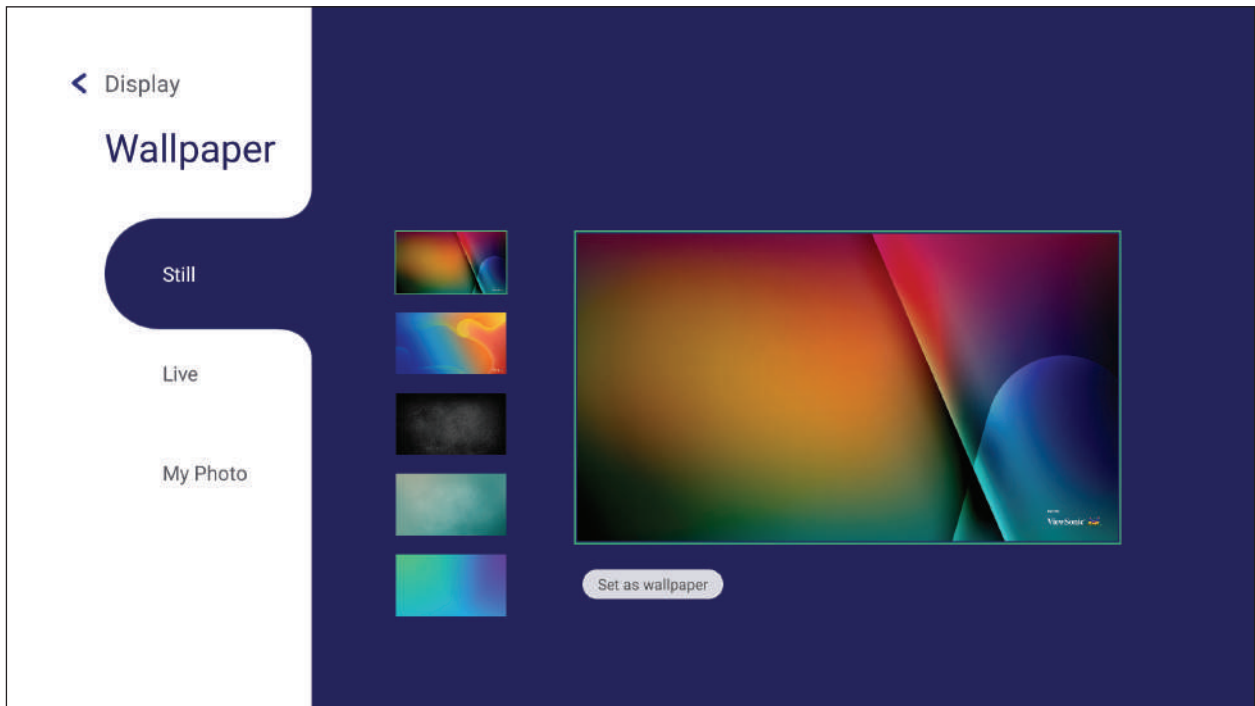 Display
Wallpaper
Still
Live
My Photo
ViewSonic
Set as wallpaper